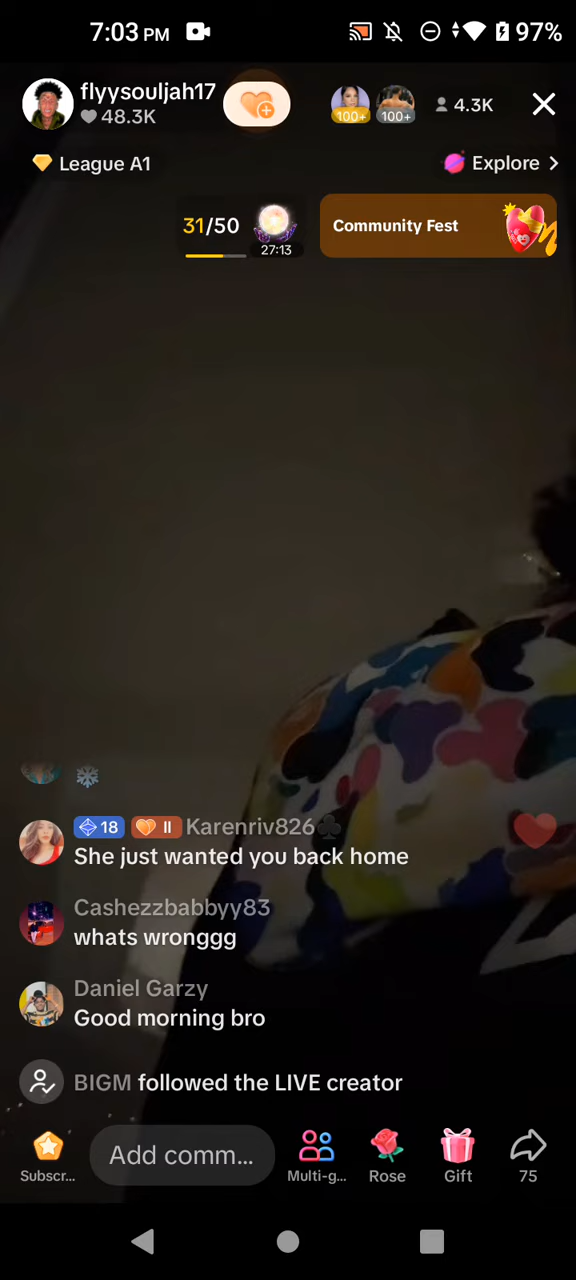 7:03 PM
97%
flyysouljah17
48.3K
100+
100+
4.3K
League A1
Explore
31/50
27:13
Community Fest
18 II Karenriv826
She just wanted you back home
Cashezzbabbyy83
whats wronggg
Daniel Garzy
Good morning bro
BIGM followed the LIVE creator
Add comm...
Subscr...
Multi-g...
Rose
Gift
75